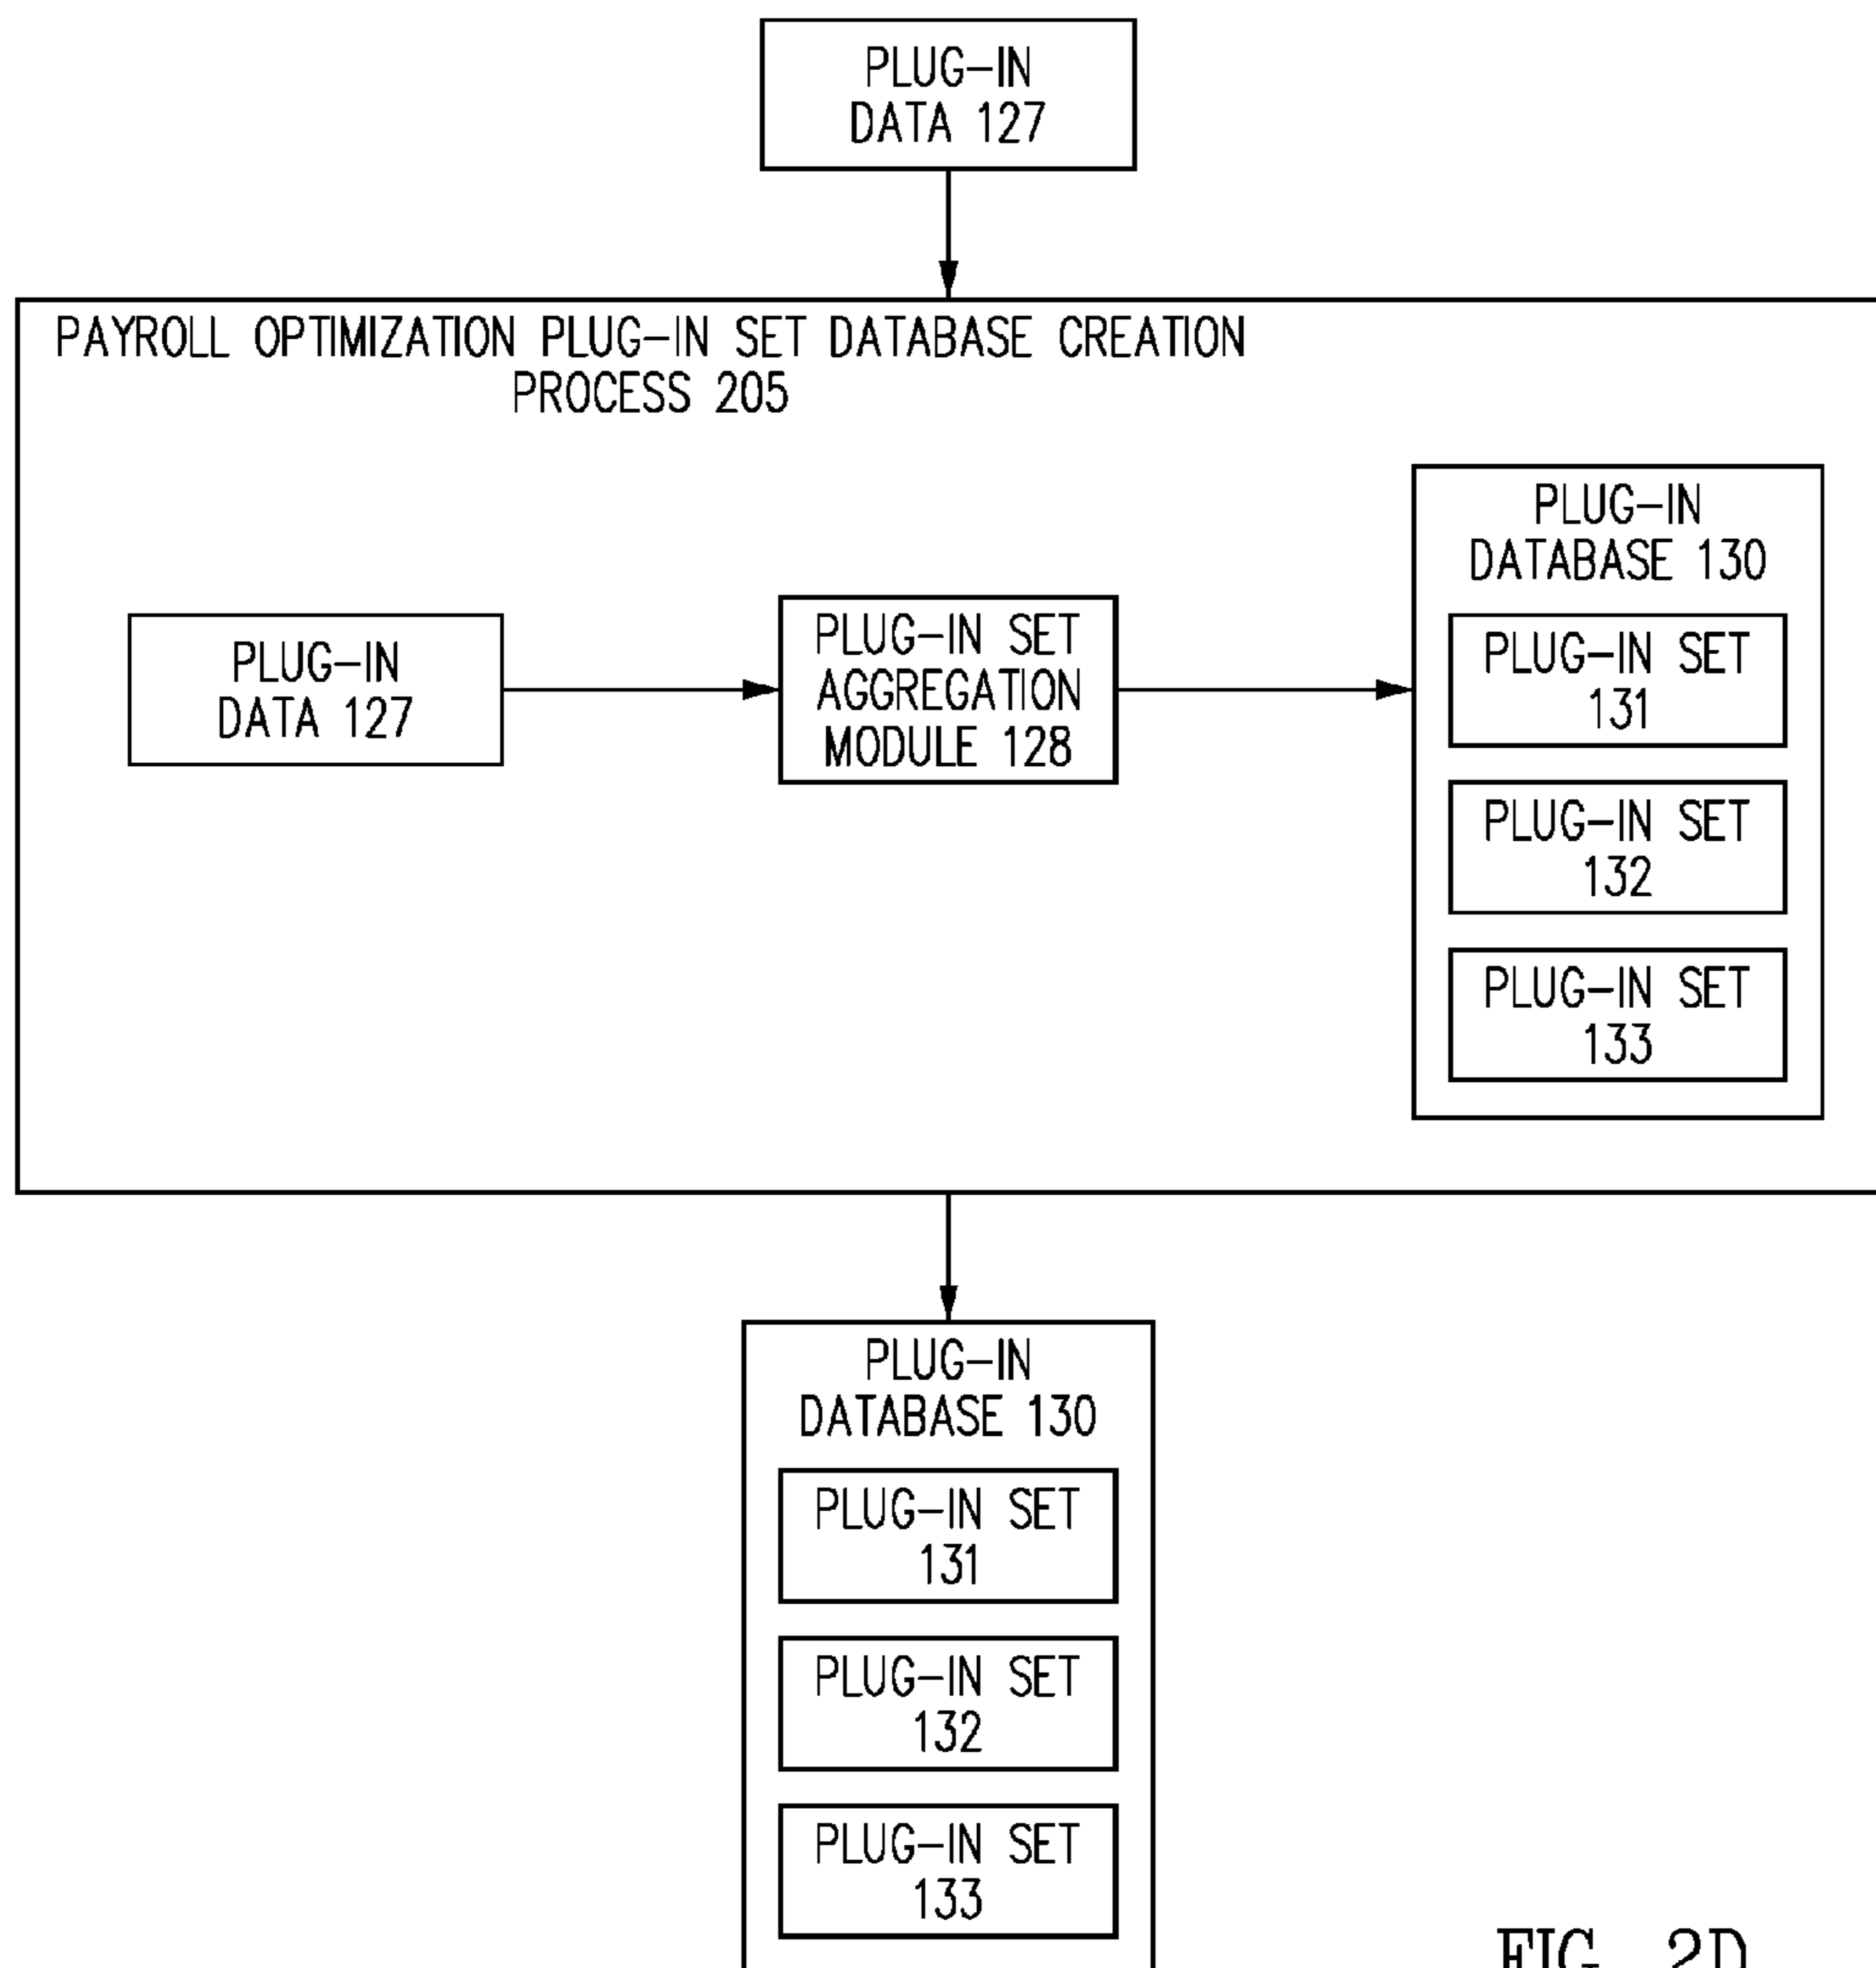 PLUG-IN
DATA 127
PAYROLL OPTIMIZATION PLUG-IN SET DATABASE CREATION
PROCESS 205
PLUG-IN
DATA 127
PLUG-IN SET
AGGREGATION
MODULE 128
PLUG-IN
DATABASE 130
PLUG-IN SET
131
PLUG-IN SET
132
PLUG-IN SET
133
PLUG-IN
DATABASE 130
PLUG-IN SET
131
PLUG-IN SET
132
PLUG-IN SET
133
FIG. 2D